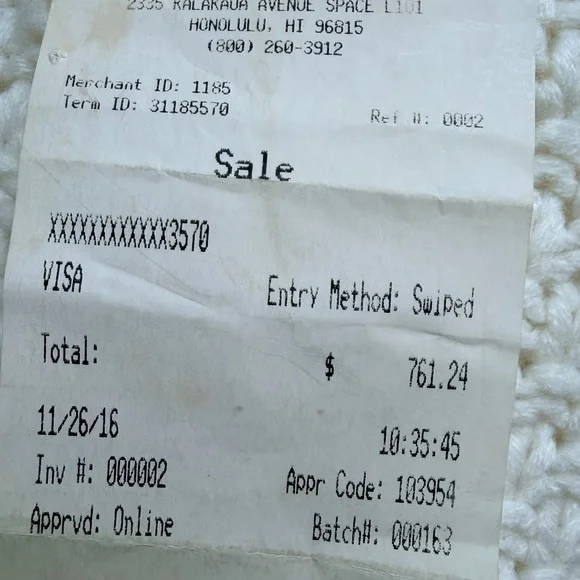 2335 KALAKAUA AVENUE SPACE L101
HONOLULU, HI 96815
(800) 260-3912
Merchant ID: 1185
Term ID: 31185570
Ref #: 0002
Sale
XXXXXXXXXXXX3570
VISA
Entry Method: Swiped
Total: $ 761.24
11/26/16 10:35:45
Inv #: 000002 Appr Code: 103954
Apprvd: Online Batch#: 000163